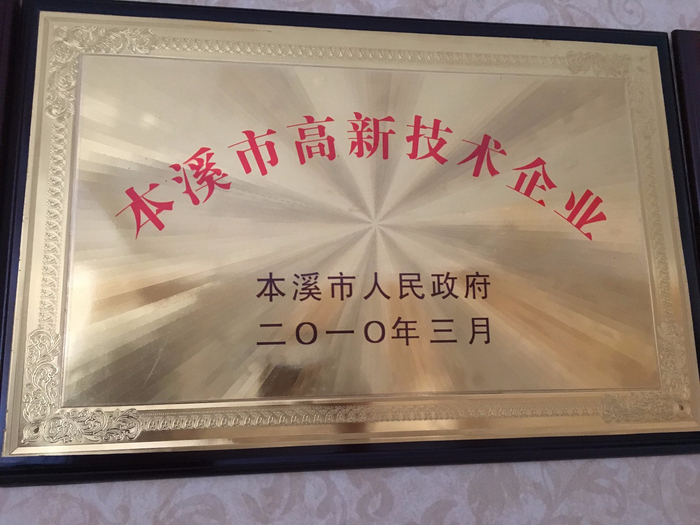 本溪市高新技术企业
本溪市人民政府
二〇一〇年三月